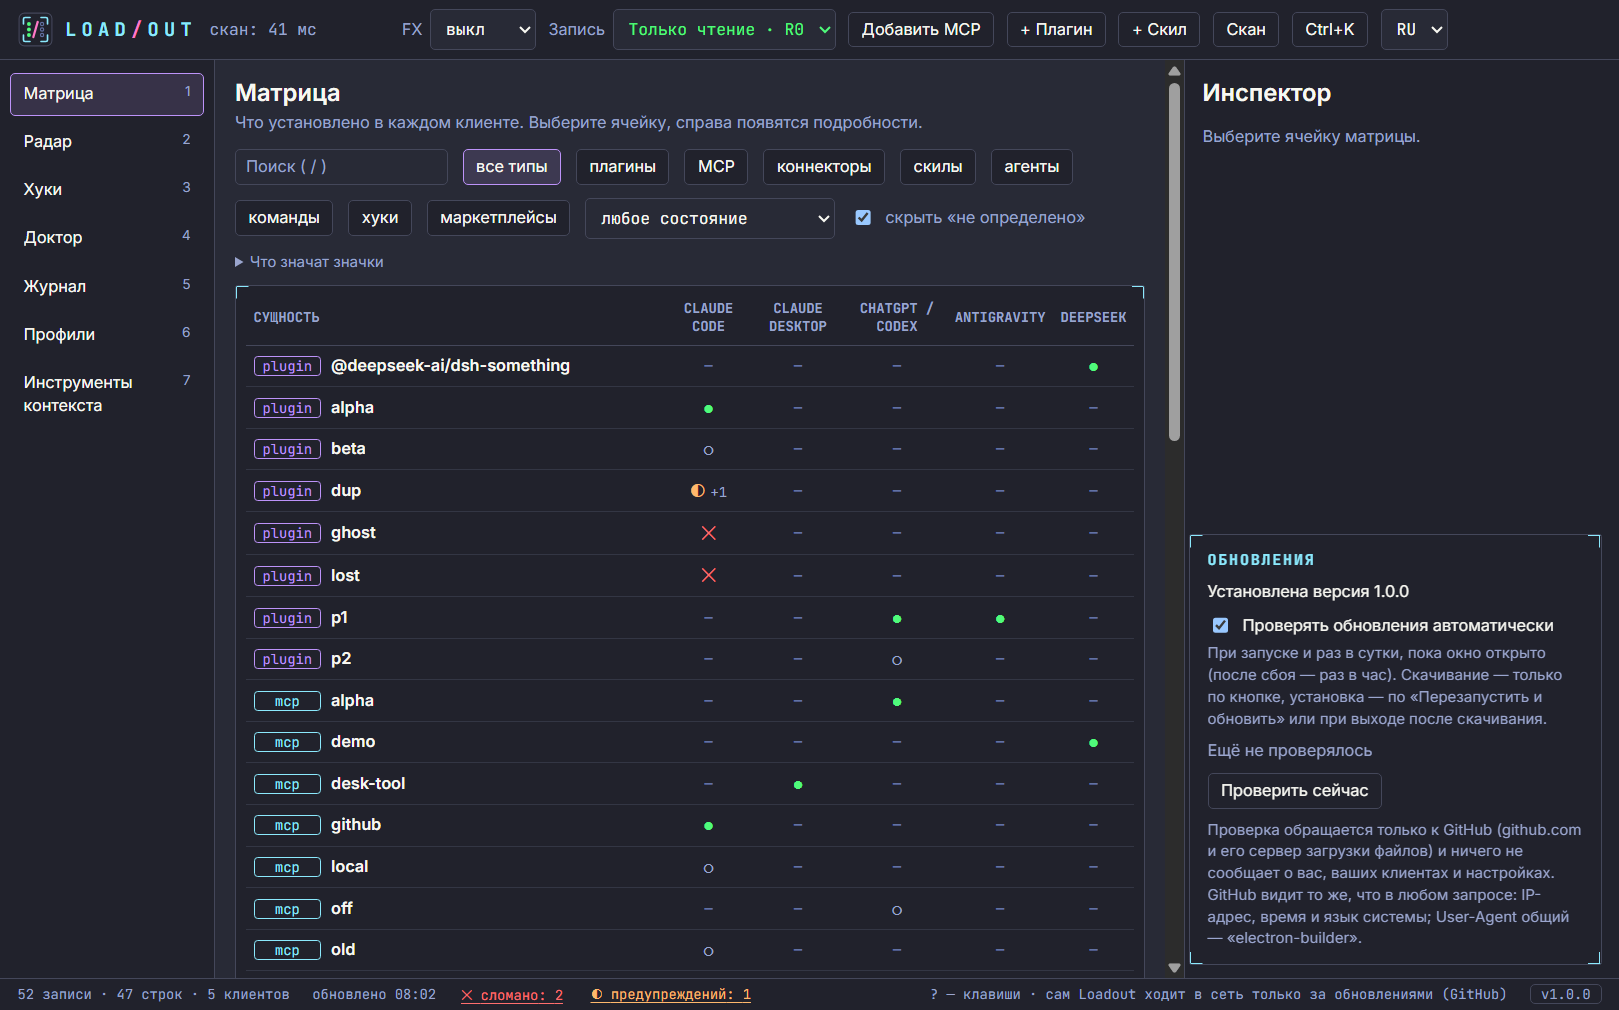 LOAD/OUT скан: 41 мс FX выкл Запись Только чтение · R0 Добавить MCP + Плагин + Скил Скан Ctrl+K RU
Матрица 1
Радар 2
Хуки 3
Доктор 4
Журнал 5
Профили 6
Инструменты контекста 7
Матрица
Что установлено в каждом клиенте. Выберите ячейку, справа появятся подробности.
Поиск ( / ) все типы плагины MCP коннекторы скилы агенты
команды хуки маркетплейсы любое состояние скрыть «не определено»
Что значат значки
СУЩНОСТЬ CLAUDE CODE CLAUDE DESKTOP CHATGPT / CODEX ANTIGRAVITY DEEPSEEK
plugin @deepseek-ai/dsh-something – – – – ●
plugin alpha ● – – – –
plugin beta ○ – – – –
plugin dup ◐ +1 – – – –
plugin ghost ✕ – – – –
plugin lost ✕ – – – –
plugin p1 – – ● ● –
plugin p2 – – ○ – –
mcp alpha – – ● – –
mcp demo – – – – ●
mcp desk-tool – ● – – –
mcp github ● – – – –
mcp local ○ – – – –
mcp off – – ○ – –
mcp old ○ – – – –
Инспектор
Выберите ячейку матрицы.
ОБНОВЛЕНИЯ
Установлена версия 1.0.0
Проверять обновления автоматически
При запуске и раз в сутки, пока окно открыто
(после сбоя — раз в час). Скачивание — только
по кнопке, установка — по «Перезапустить и
обновить» или при выходе после скачивания.
Ещё не проверялось
Проверить сейчас
Проверка обращается только к GitHub (github.com
и его сервер загрузки файлов) и ничего не
сообщает о вас, ваших клиентах и настройках.
GitHub видит то же, что в любом запросе: IP-
адрес, время и язык системы; User-Agent общий
— «electron-builder».
52 записи · 47 строк · 5 клиентов обновлено 08:02 ✕ сломано: 2 ◐ предупреждений: 1 ? — клавиши · сам Loadout ходит в сеть только за обновлениями (GitHub) v1.0.0